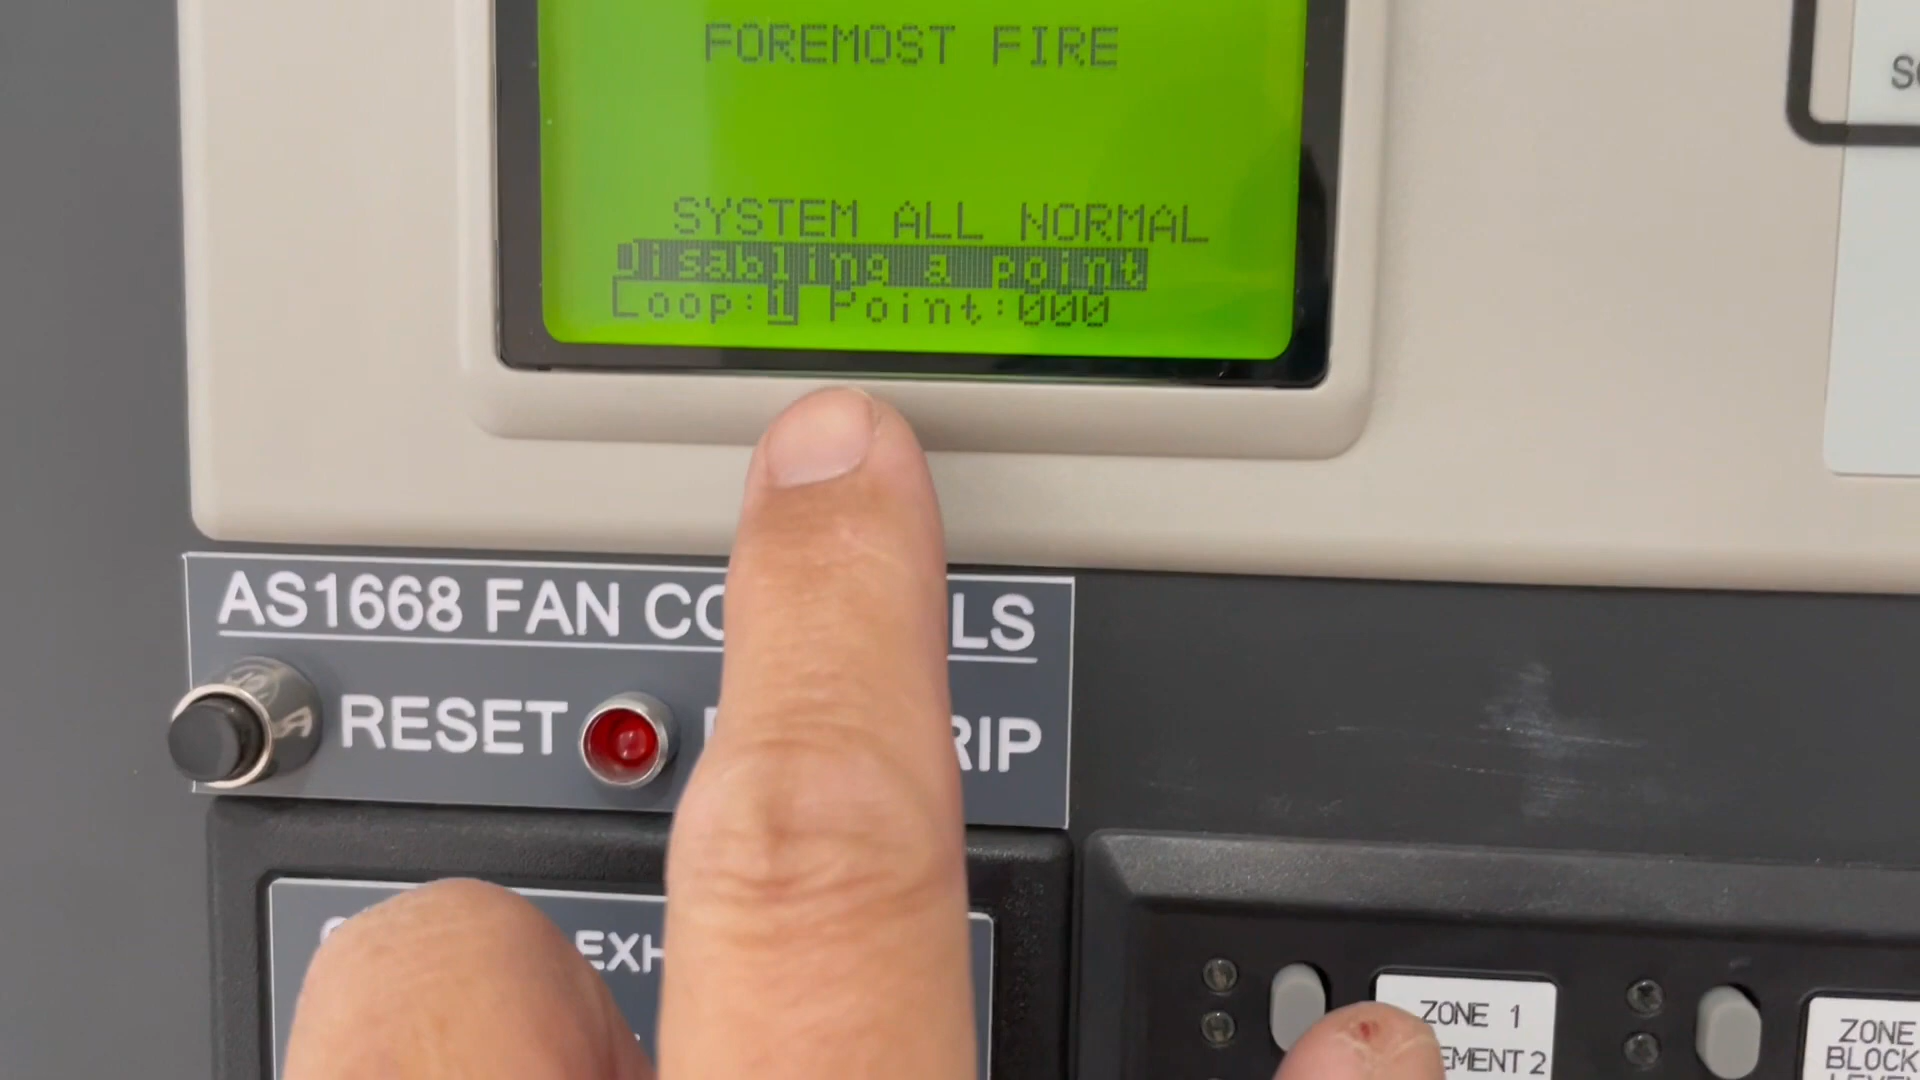 FOREMOST FIRE
SYSTEM ALL NORMAL
Disabling a point
Loop:1 Point:000
AS1668 FAN CO LS
RESET RIP
EXH
ZONE 1
EMENT 2
ZONE
BLOCK